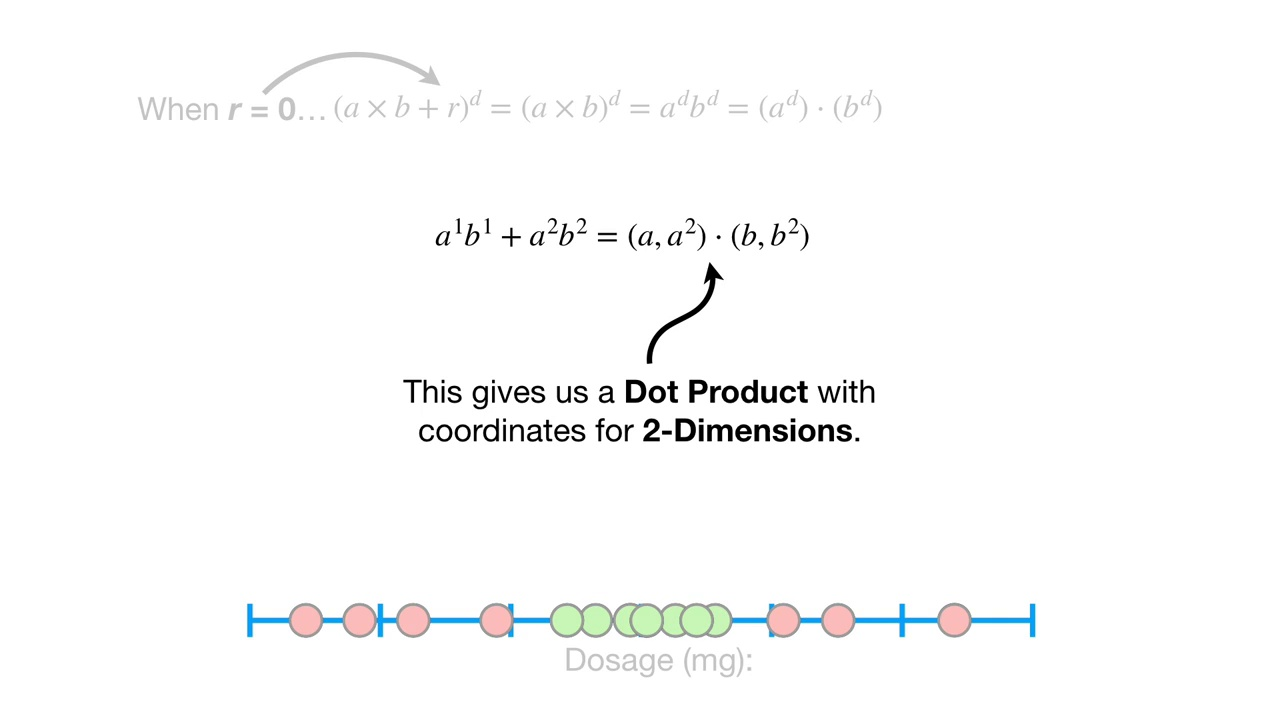 When r = 0… (a × b + r)^d = (a × b)^d = a^d b^d = (a^d) · (b^d)
a^1 b^1 + a^2 b^2 = (a, a^2) · (b, b^2)
This gives us a Dot Product with
coordinates for 2-Dimensions.
Dosage (mg):